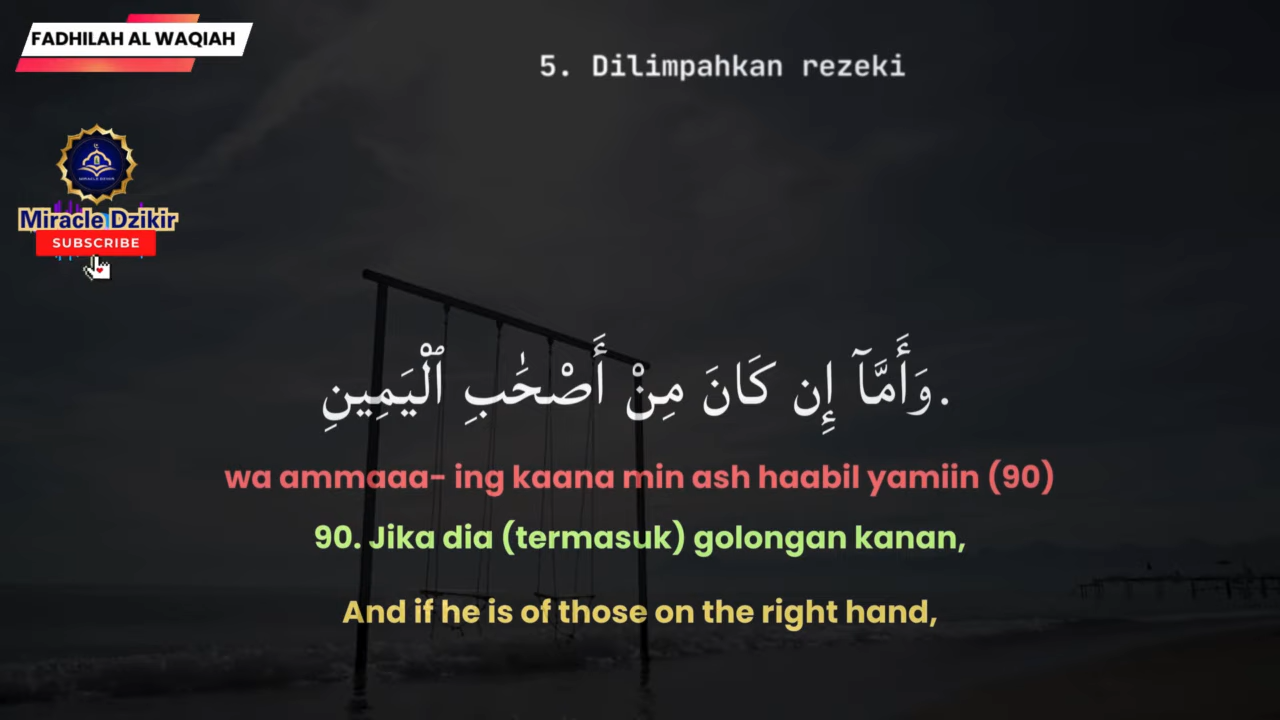 FADHILAH AL WAQIAH
5. Dilimpahkan rezeki
Miracle Dzikir
SUBSCRIBE
وَأَمَّآ إِن كَانَ مِنْ أَصْحَٰبِ ٱلْيَمِينِ.
wa ammaaa- ing kaana min ash haabil yamiin (90)
90. Jika dia (termasuk) golongan kanan,
And if he is of those on the right hand,